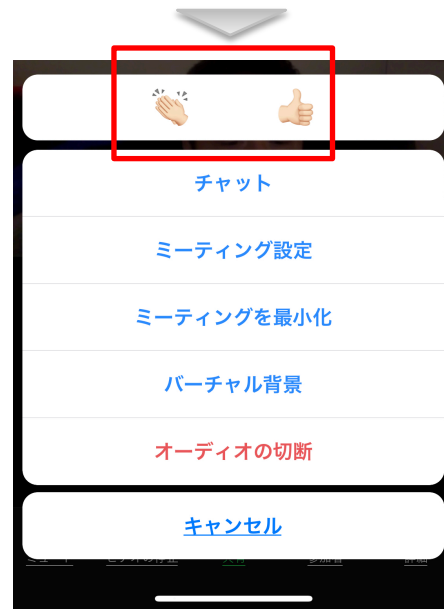 チャット
ミーティング設定
ミーティングを最小化
バーチャル背景
オーディオの切断
キャンセル